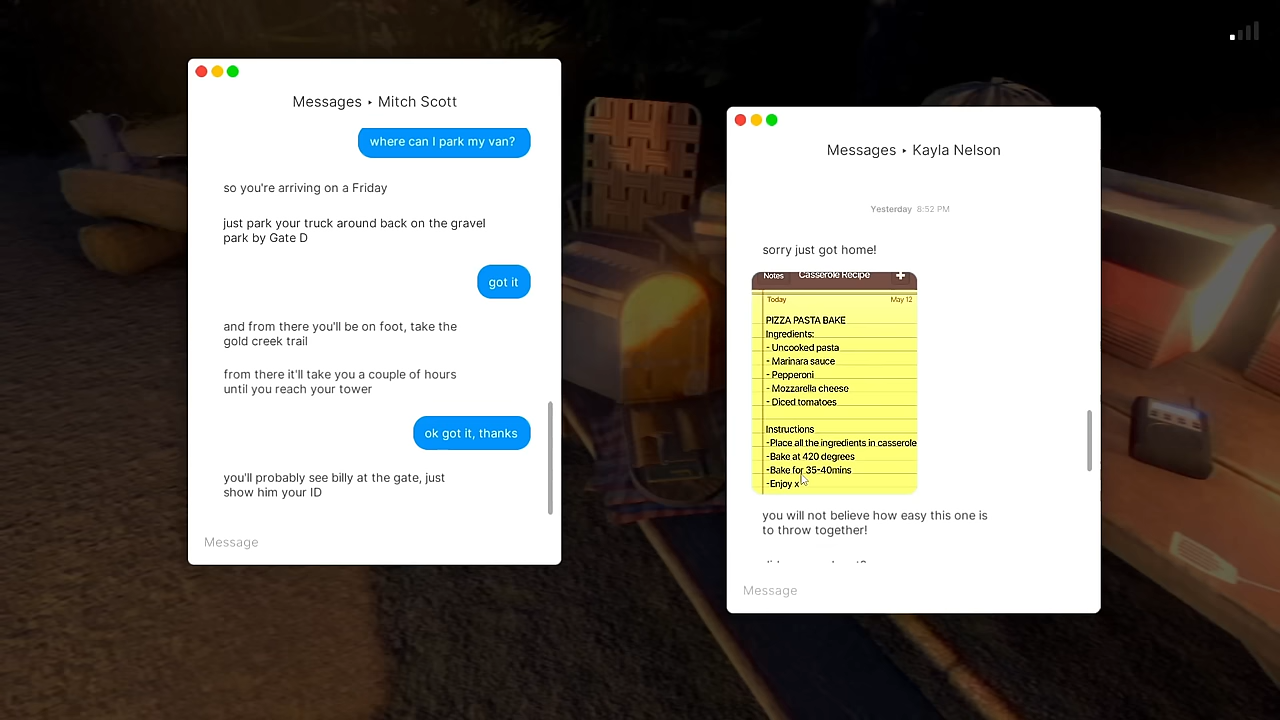 Messages ▸ Mitch Scott
where can I park my van?
so you're arriving on a Friday
just park your truck around back on the gravel
park by Gate D
got it
and from there you'll be on foot, take the
gold creek trail
from there it'll take you a couple of hours
until you reach your tower
ok got it, thanks
you'll probably see billy at the gate, just
show him your ID
Message
Messages ▸ Kayla Nelson
Yesterday 8:52 PM
sorry just got home!
Notes Casserole Recipe +
Today May 12
PIZZA PASTA BAKE
Ingredients:
- Uncooked pasta
- Marinara sauce
- Pepperoni
- Mozzarella cheese
- Diced tomatoes
Instructions
-Place all the ingredients in casserole
-Bake at 420 degrees
-Bake for 35-40mins
-Enjoy x
you will not believe how easy this one is
to throw together!
Message